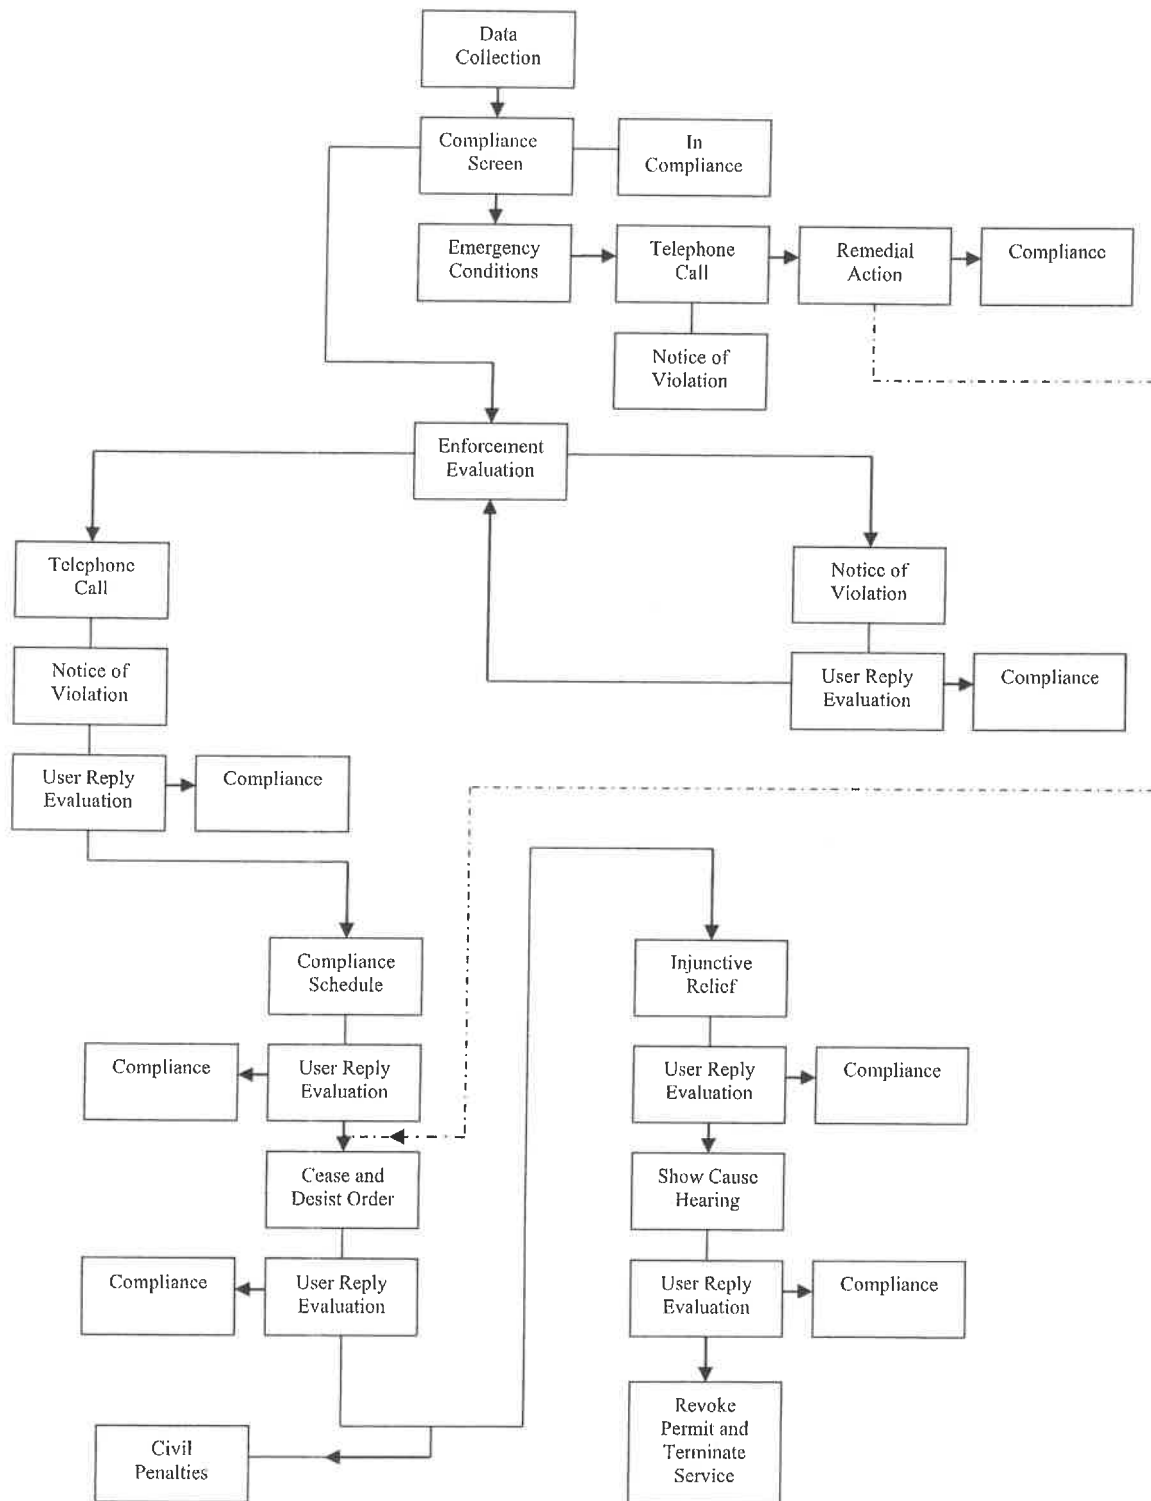 Data
Collection
Compliance
Screen
In
Compliance
Emergency
Conditions
Telephone
Call
Remedial
Action
Compliance
Notice of
Violation
Enforcement
Evaluation
Telephone
Call
Notice of
Violation
Notice of
Violation
User Reply
Evaluation
Compliance
User Reply
Evaluation
Compliance
Compliance
Schedule
Injunctive
Relief
Compliance
User Reply
Evaluation
User Reply
Evaluation
Compliance
Cease and
Desist Order
Show Cause
Hearing
Compliance
User Reply
Evaluation
User Reply
Evaluation
Compliance
Revoke
Permit and
Terminate
Service
Civil
Penalties